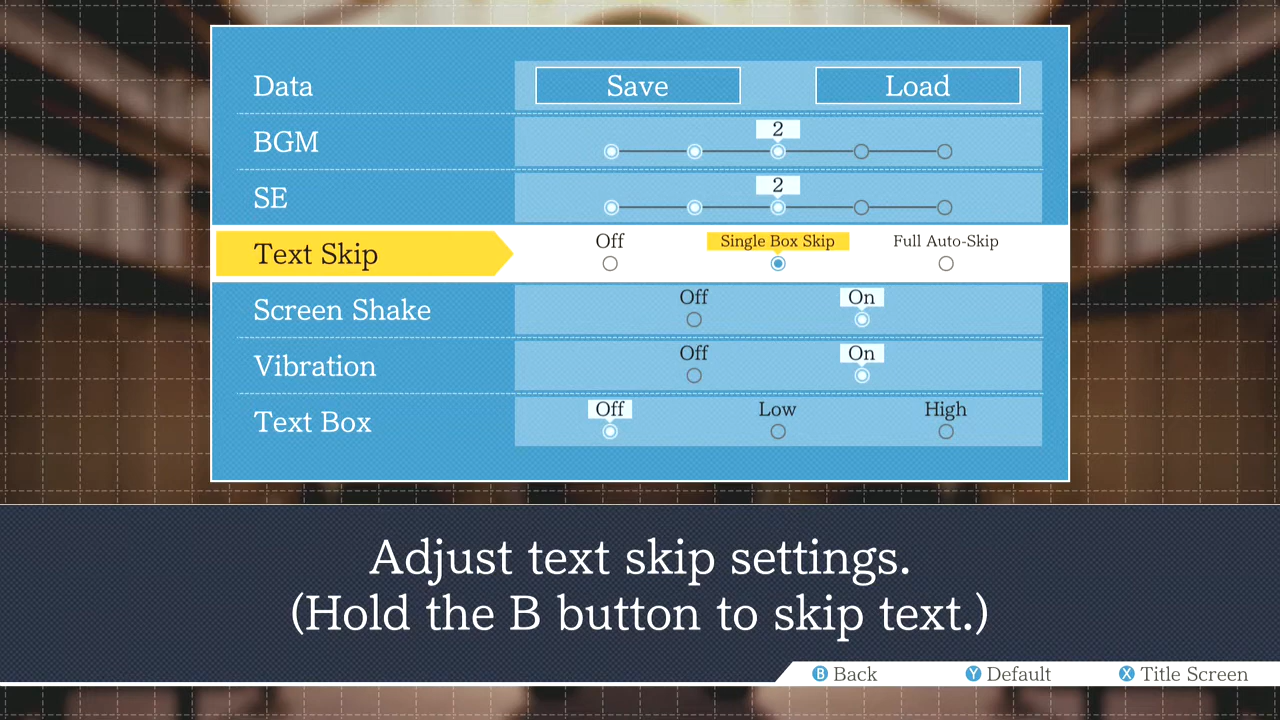 Data Save Load
BGM 2
SE 2
Text Skip Off Single Box Skip Full Auto-Skip
Screen Shake Off On
Vibration Off On
Text Box Off Low High
Adjust text skip settings.
(Hold the B button to skip text.)
B Back Y Default X Title Screen